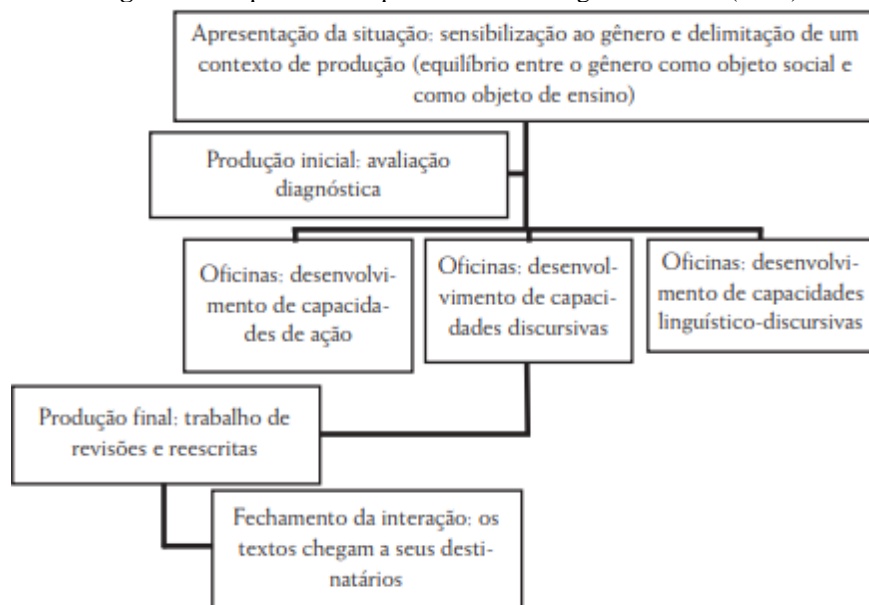 Apresentação da situação: sensibilização ao gênero e delimitação de um
contexto de produção (equilíbrio entre o gênero como objeto social e
como objeto de ensino)
Produção inicial: avaliação
diagnóstica
Oficinas: desenvolvi-
mento de capacida-
des de ação
Oficinas: desenvol-
vimento de capaci-
dades discursivas
Oficinas: desenvolvi-
mento de capacidades
linguístico-discursivas
Produção final: trabalho de
revisões e reescritas
Fechamento da interação: os
textos chegam a seus desti-
natários